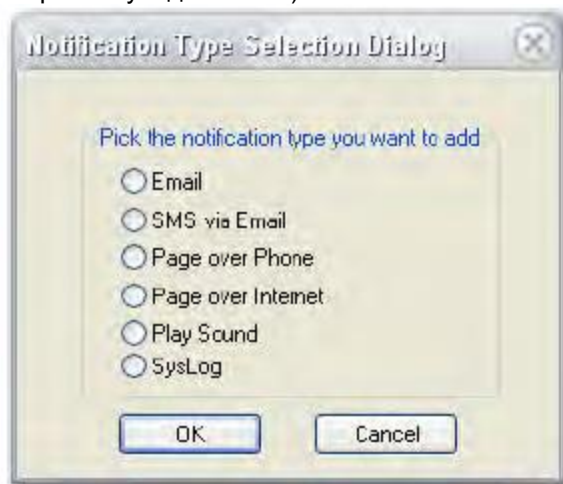 Notification Type Selection Dialog
Pick the notification type you want to add
Email
SMS via Email
Page over Phone
Page over Internet
Play Sound
SysLog
OK
Cancel